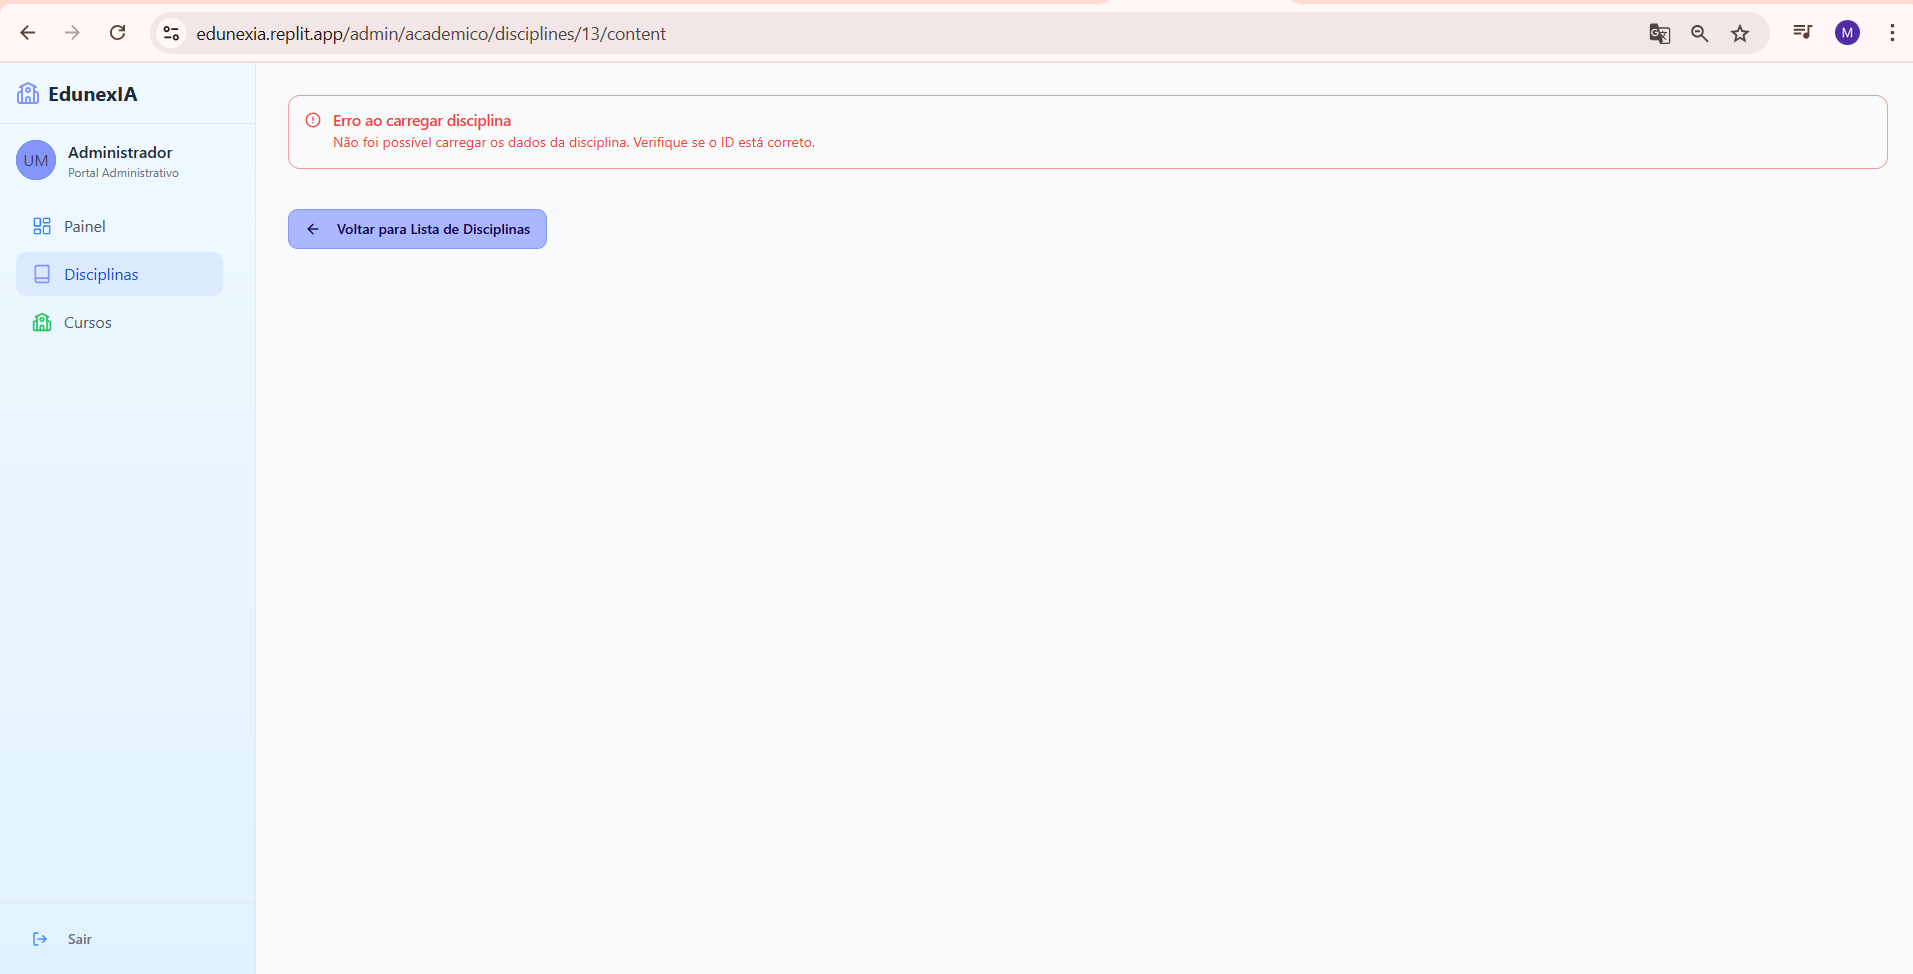 edunexia.replit.app/admin/academico/disciplines/13/content
M
EdunexIA
UM
Administrador
Portal Administrativo
Painel
Disciplinas
Cursos
Sair
Erro ao carregar disciplina
Não foi possível carregar os dados da disciplina. Verifique se o ID está correto.
Voltar para Lista de Disciplinas